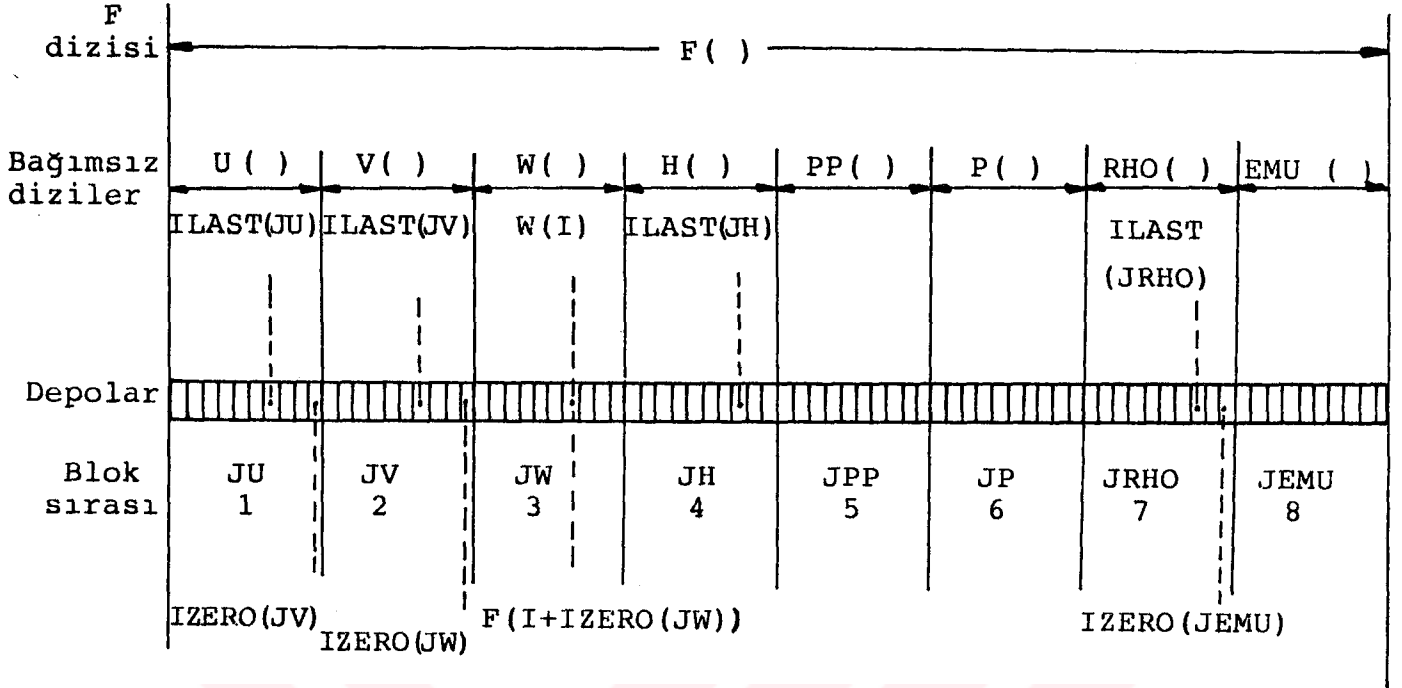 F
dizisi
F( )
Bağımsız
diziler
U( ) V( ) W( ) H( ) PP( ) P( ) RHO( ) EMU ( )
ILAST(JU) ILAST(JV) W(I) ILAST(JH) ILAST
(JRHO)
Depolar
Blok
sırası
JU JV JW JH JPP JP JRHO JEMU
1 2 3 4 5 6 7 8
IZERO(JV) F(I+IZERO(JW)) IZERO(JEMU)
IZERO(JW)